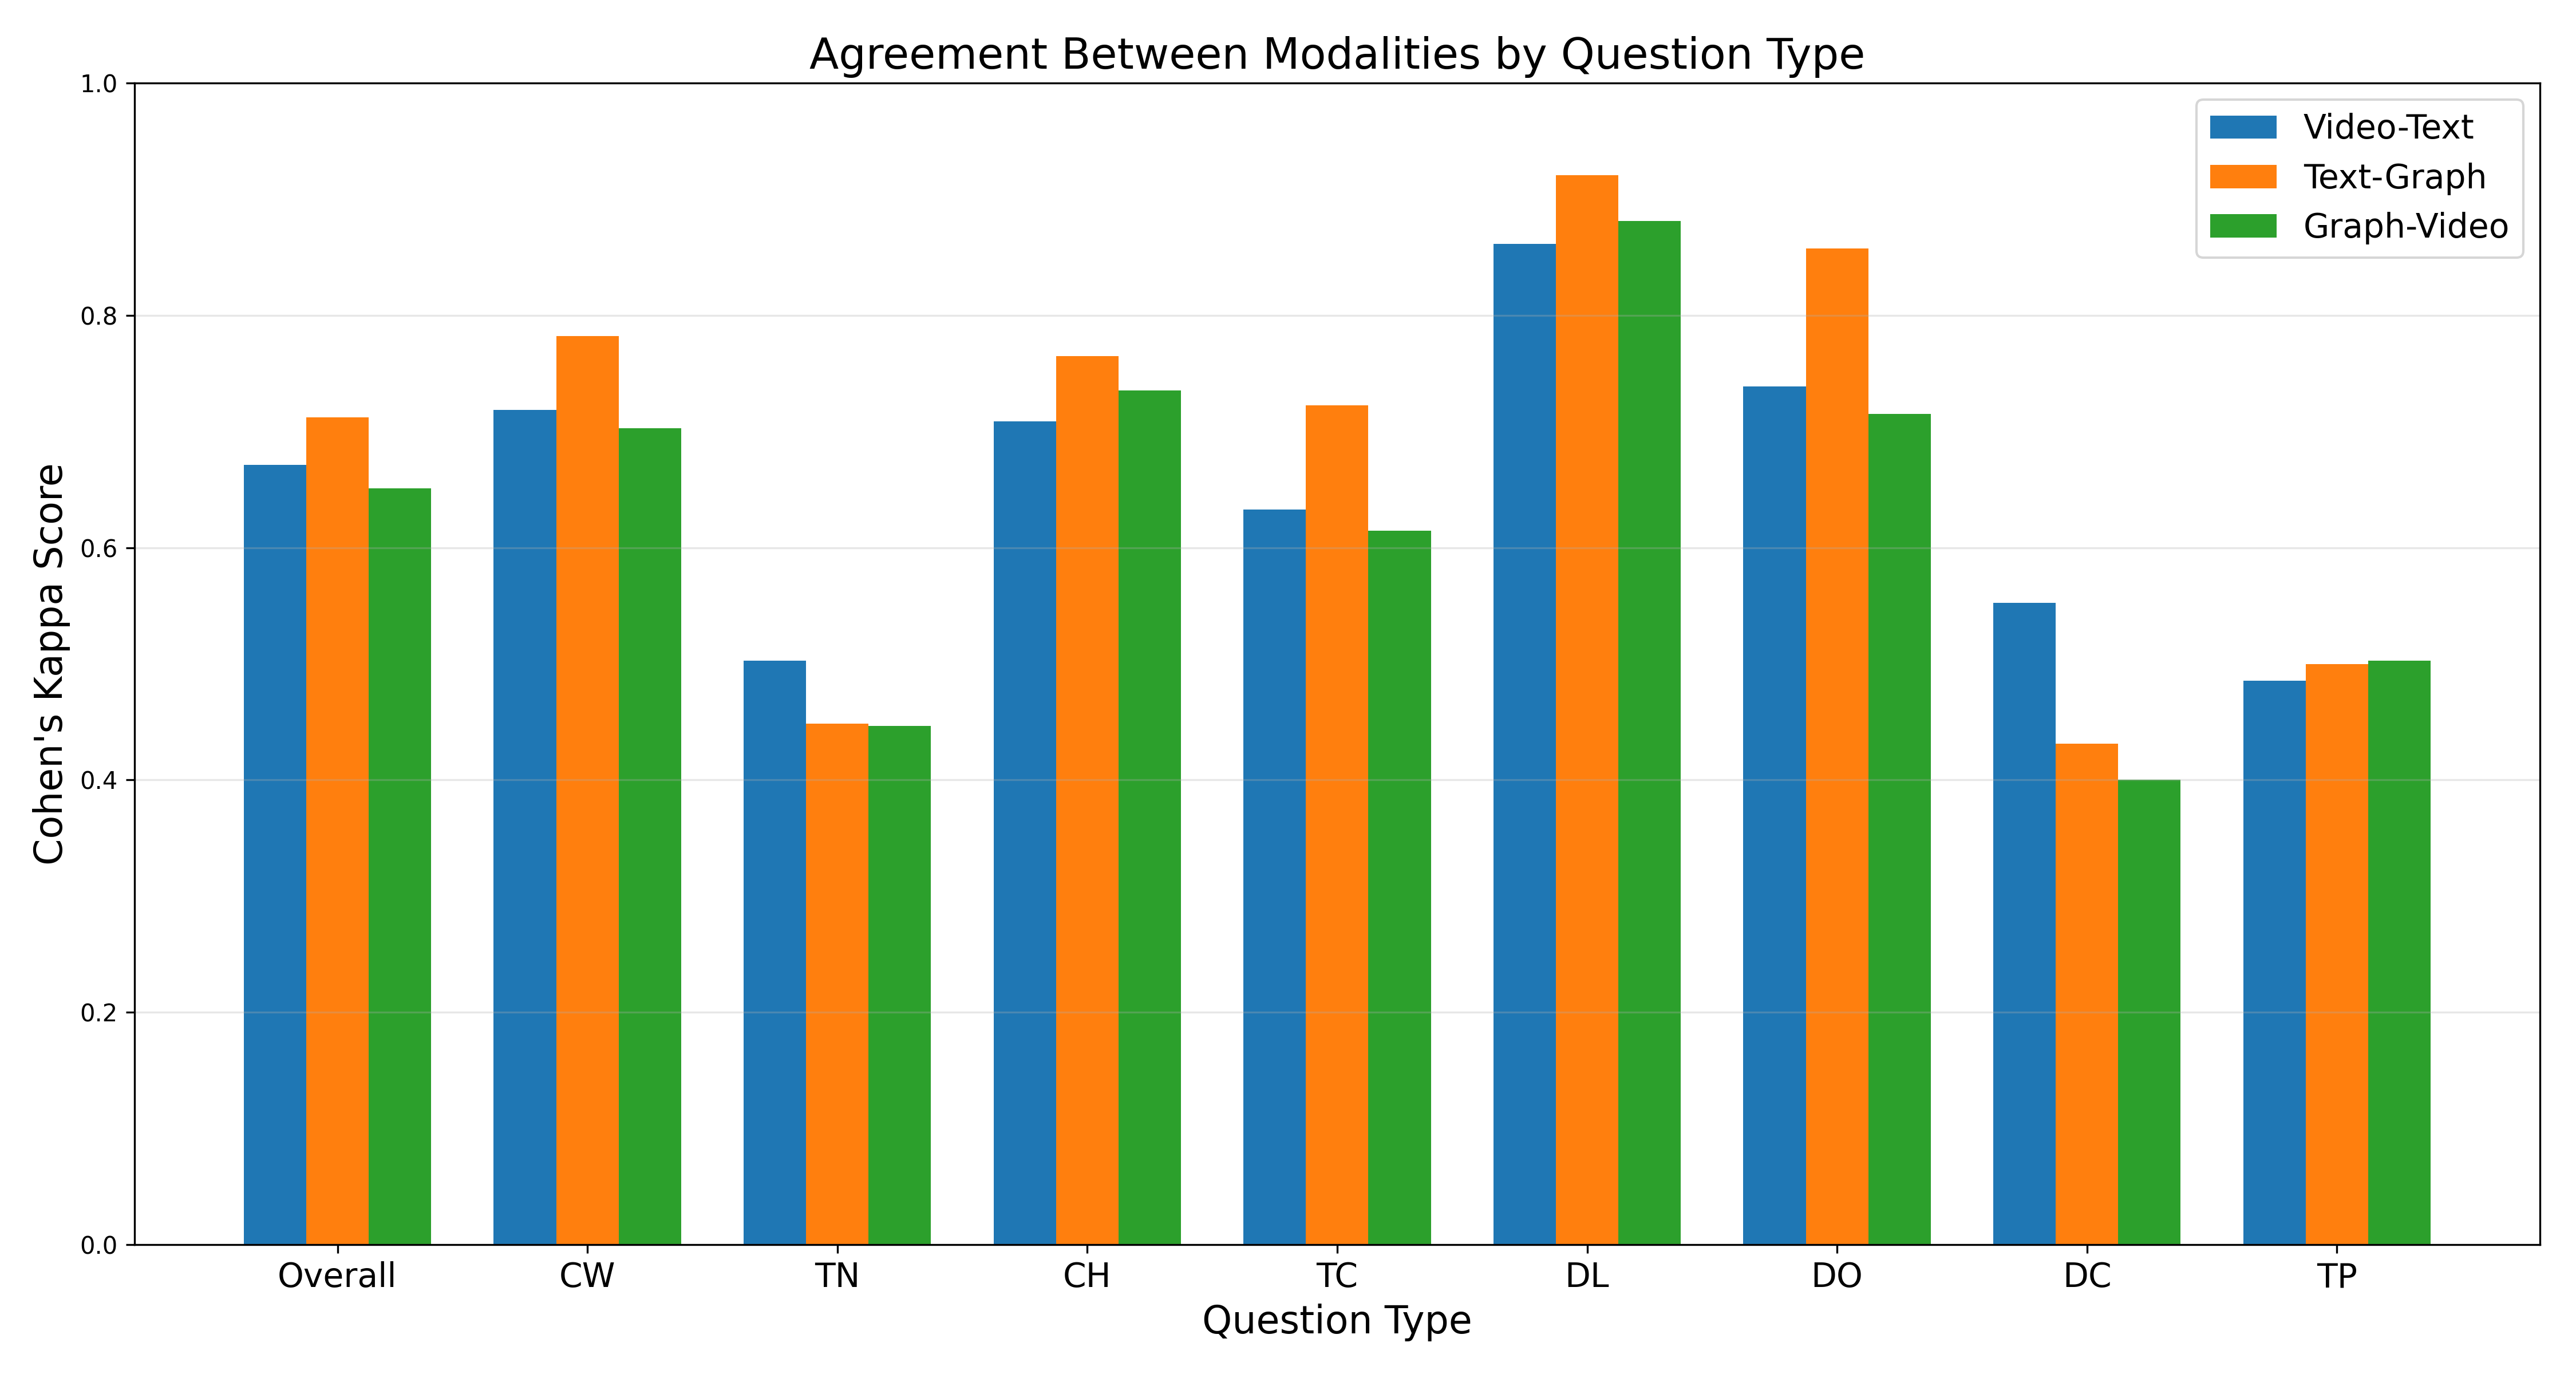 Agreement Between Modalities by Question Type
1.0
0.8
0.6
0.4
0.2
0.0
Cohen's Kappa Score
Video-Text
Text-Graph
Graph-Video
Overall CW TN CH TC DL DO DC TP
Question Type